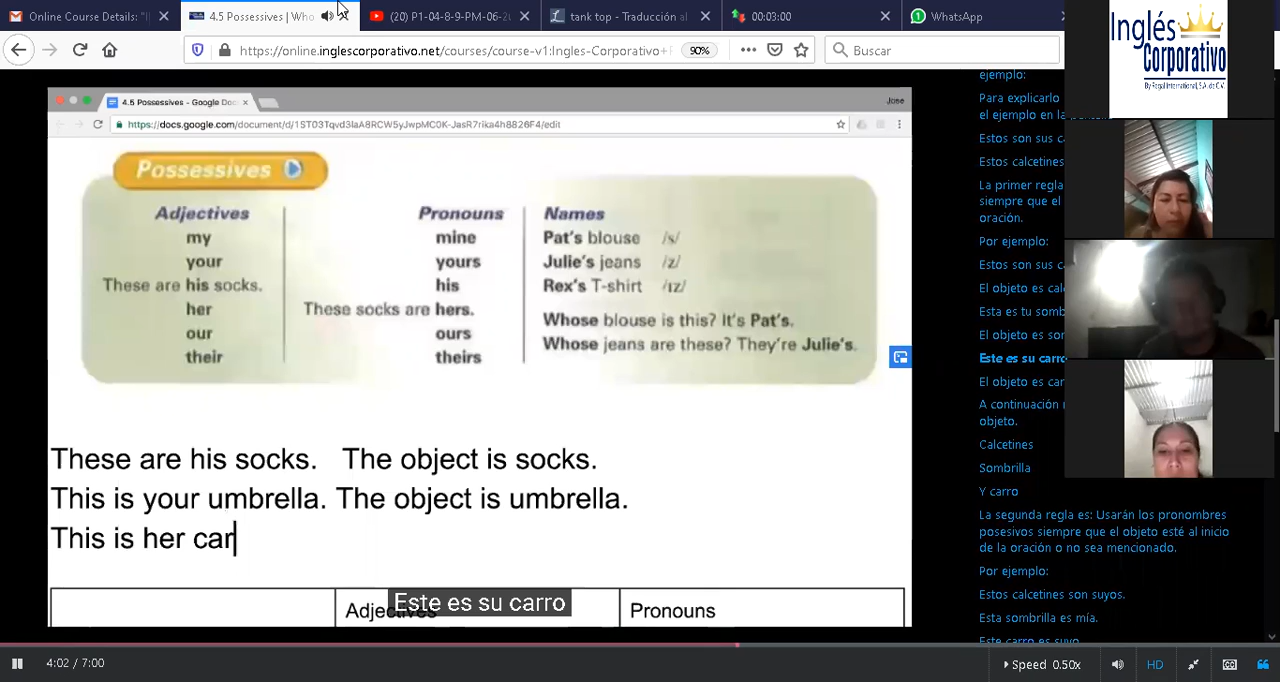 Online Course Details: "I
4.5 Possessives | Who
(20) P1-04-8-9-PM-06-20
tank top - Traducción al
00:03:00
WhatsApp
https://online.inglescorporativo.net/courses/course-v1:Ingles-Corporativo+
90%
Buscar
Inglés
Corporativo
By Regal International, S.A. de C.V.
4.5 Possessives - Google Doc
Jose
https://docs.google.com/document/d/1ST03Tqvd3laA8RCW5yJwpMC0K-JasR7rika4h8826F4/edit
Possessives
Adjectives
my
your
These are his socks.
her
our
their
Pronouns
mine
yours
his
These socks are hers.
ours
theirs
Names
Pat's blouse /s/
Julie's jeans /z/
Rex's T-shirt /ɪz/
Whose blouse is this? It's Pat's.
Whose jeans are these? They're Julie's.
These are his socks. The object is socks.
This is your umbrella. The object is umbrella.
This is her car
Adjectives
Pronouns
Este es su carro
4:02 / 7:00
Speed 0.50x
HD
ejemplo:
Para explicarlo
el ejemplo en la
Estos son sus c
Estos calcetines
La primer regla
siempre que el
oración.
Por ejemplo:
Estos son sus c
El objeto es calc
Esta es tu somb
El objeto es son
Este es su carro
El objeto es car
A continuación
objeto.
Calcetines
Sombrilla
Y carro
La segunda regla es: Usarán los pronombres
posesivos siempre que el objeto esté al inicio
de la oración o no sea mencionado.
Por ejemplo:
Estos calcetines son suyos.
Esta sombrilla es mía.
Este carro es suyo